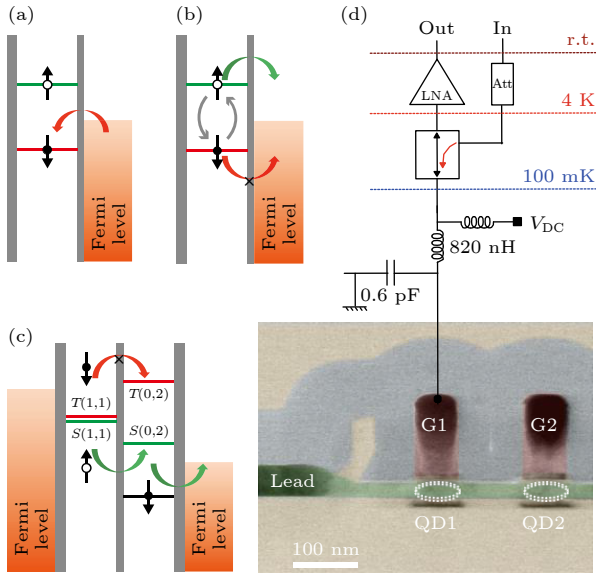 (a)
(b)
(d)
Out
In
r.t.
LNA
Att
4 K
100 mK
V_DC
820 nH
0.6 pF
Fermi
level
Fermi
level
(c)
T(1,1)
S(1,1)
T(0,2)
S(0,2)
Fermi
level
Fermi
level
G1
G2
Lead
QD1
QD2
100 nm